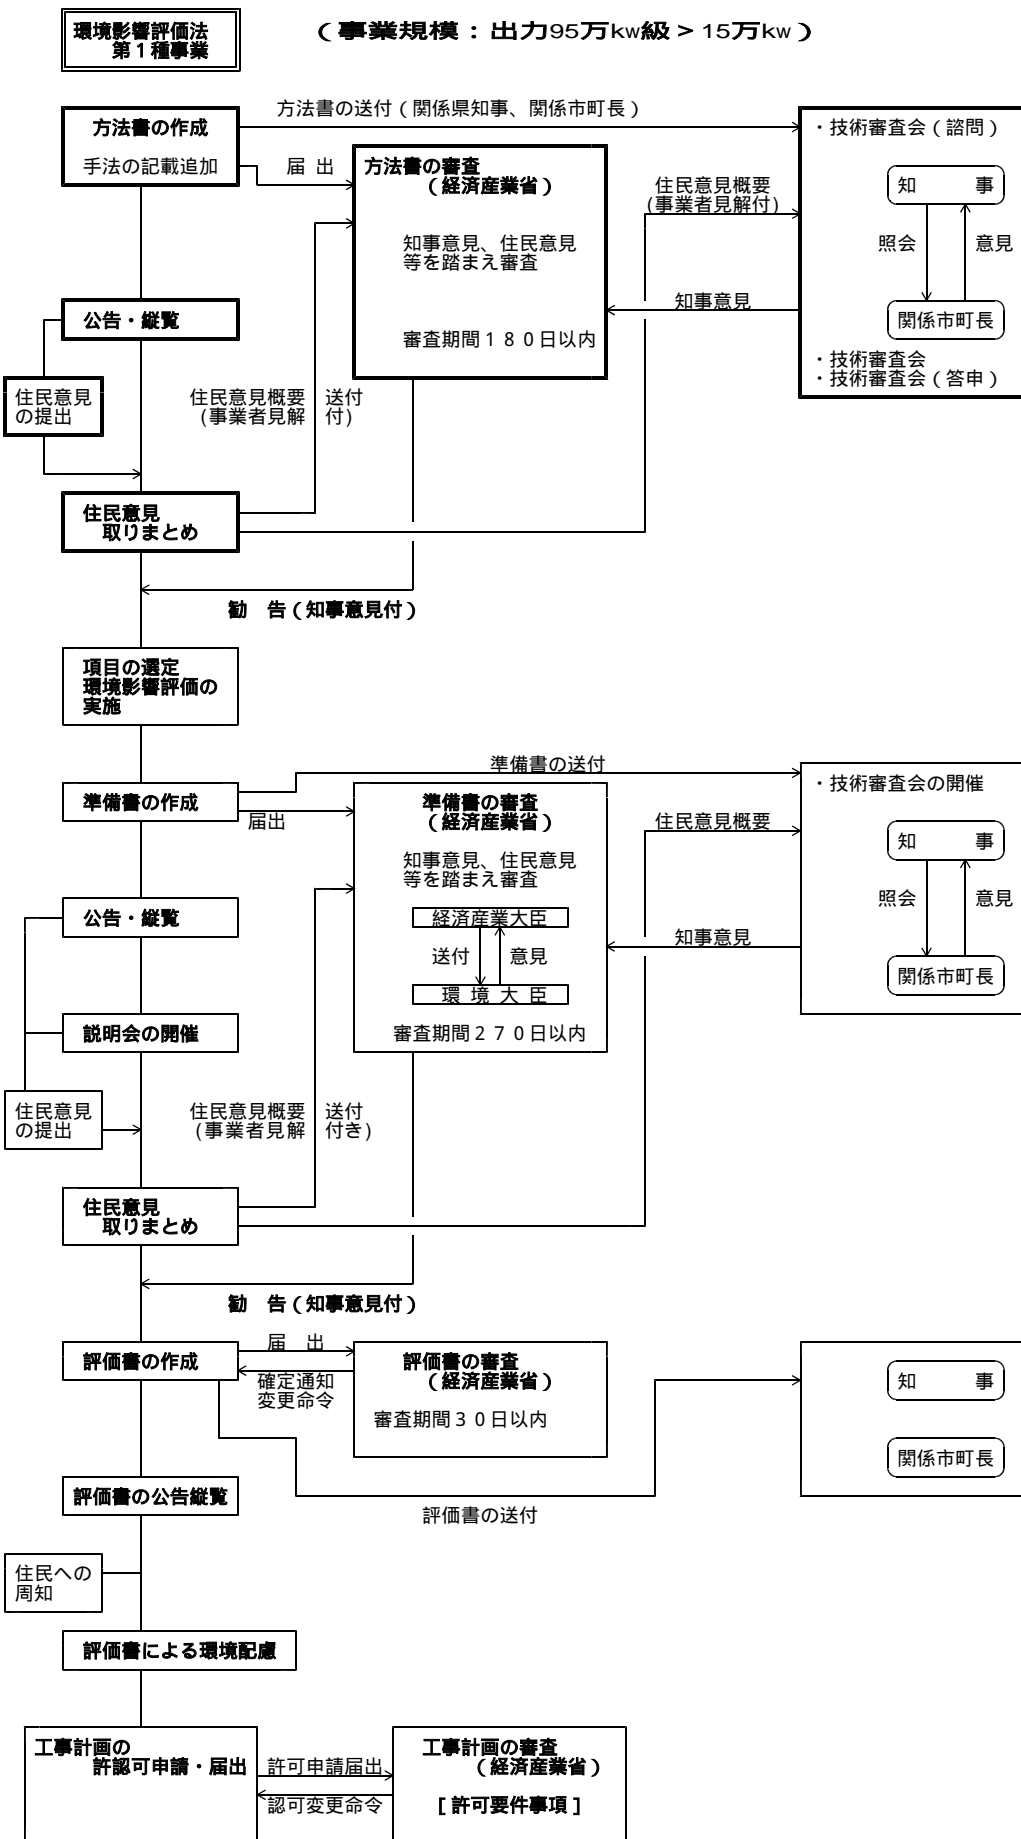 環境影響評価法
第１種事業
（事業規模：出力95万kw級＞15万kw）
方法書の送付（関係県知事、関係市町長）
方法書の作成
手法の記載追加
届 出
方法書の審査
（経済産業省）
知事意見、住民意見
等を踏まえ審査
審査期間１８０日以内
住民意見概要
(事業者見解付)
知事意見
・技術審査会（諮問）
知　　　事
照会
意見
関係市町長
・技術審査会
・技術審査会（答申）
公告・縦覧
住民意見
の提出
住民意見概要 送付
(事業者見解 付)
住民意見
取りまとめ
勧　告（知事意見付）
項目の選定
環境影響評価の
実施
準備書の送付
準備書の作成
届出
準備書の審査
（経済産業省）
知事意見、住民意見
等を踏まえ審査
経済産業大臣
送付
意見
環 境 大 臣
審査期間２７０日以内
住民意見概要
知事意見
・技術審査会の開催
知　　　事
照会
意見
関係市町長
公告・縦覧
説明会の開催
住民意見
の提出
住民意見概要 送付
(事業者見解 付き)
住民意見
取りまとめ
勧　告（知事意見付）
評価書の作成
届　出
確定通知
変更命令
評価書の審査
（経済産業省）
審査期間３０日以内
知　　　事
関係市町長
評価書の公告縦覧
評価書の送付
住民への
周知
評価書による環境配慮
工事計画の
許認可申請・届出
許可申請届出
認可変更命令
工事計画の審査
（経済産業省）
[ 許可要件事項 ]